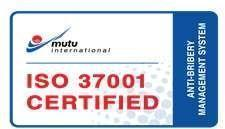 mutu
international
ISO 37001
CERTIFIED
ANTI-BRIBERY
MANAGEMENT SYSTEM